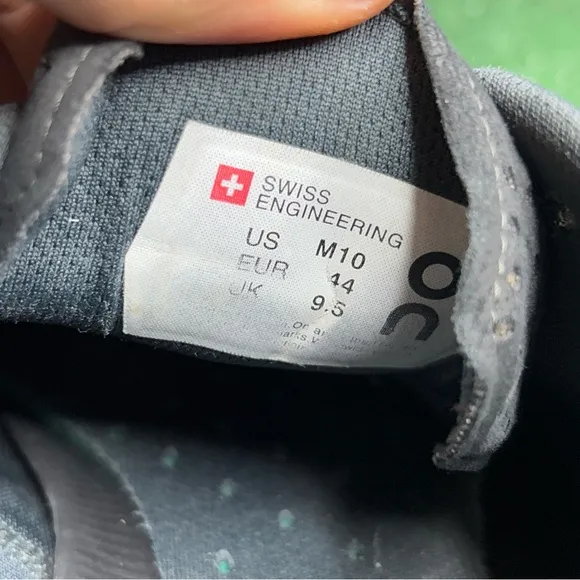 SWISS
ENGINEERING
US M10
EUR 44
UK 9.5
On